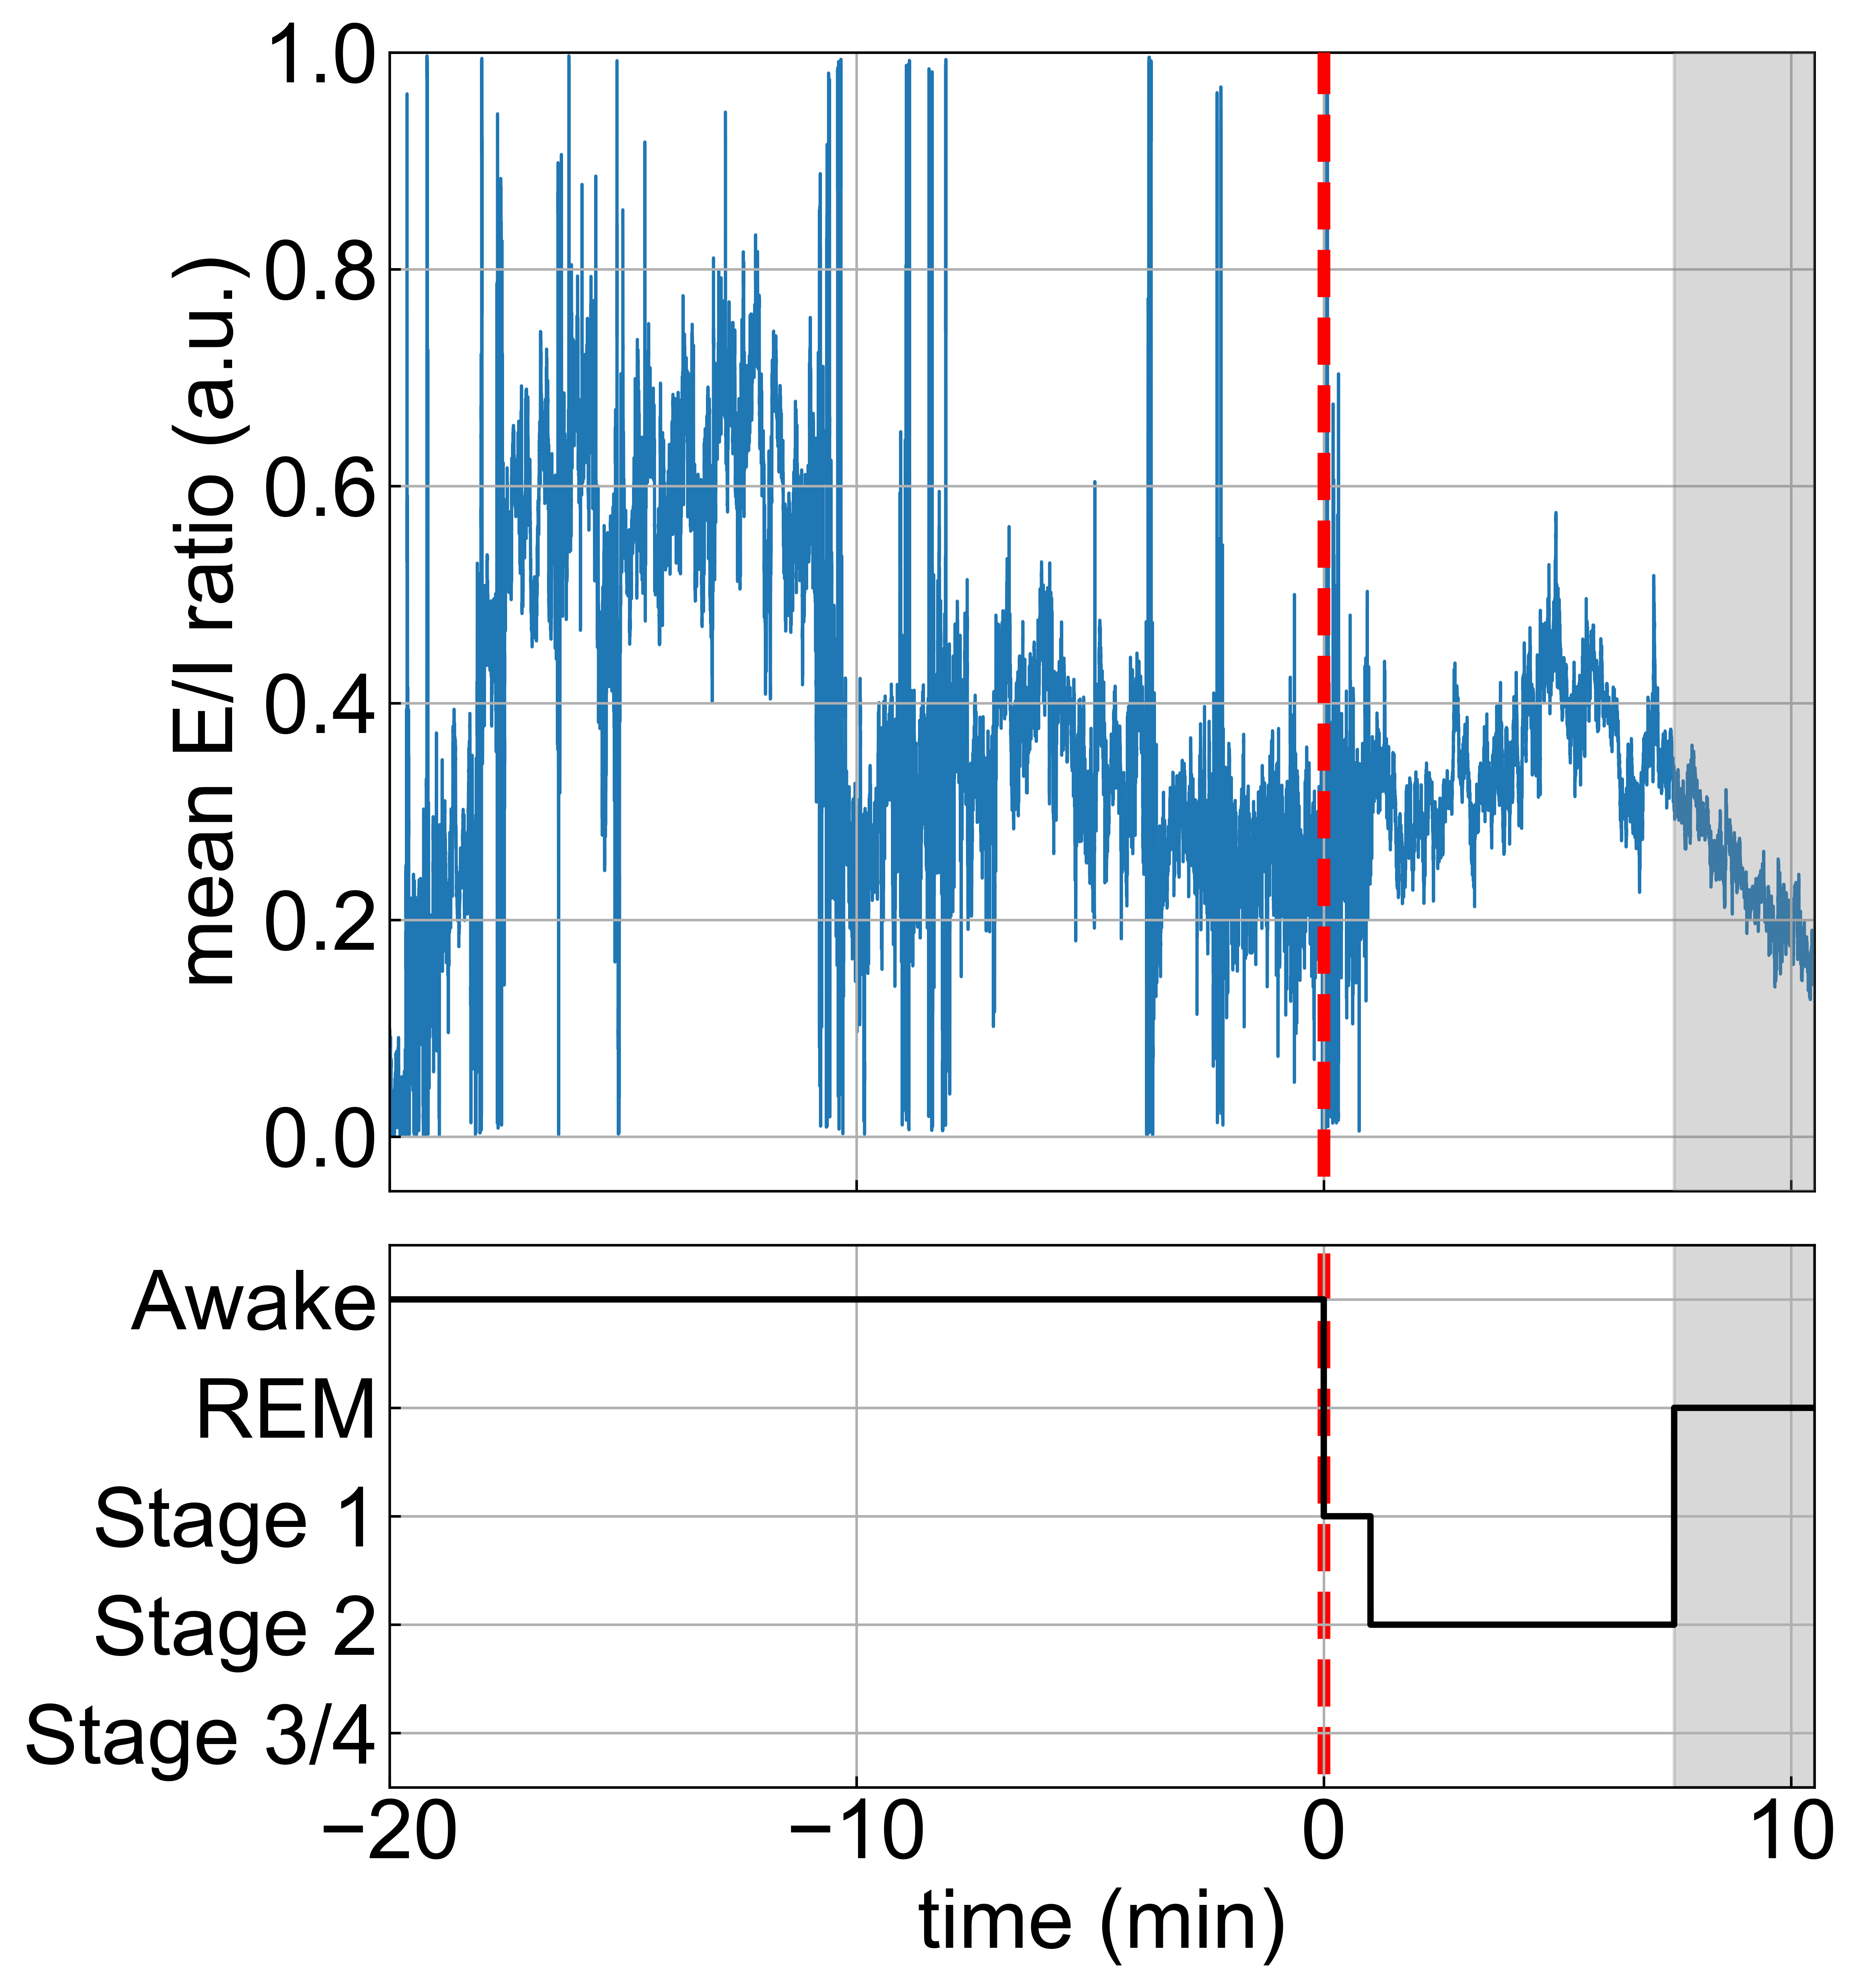 mean E/I ratio (a.u.)
1.0
0.8
0.6
0.4
0.2
0.0
Awake
REM
Stage 1
Stage 2
Stage 3/4
−20 −10 0 10
time (min)